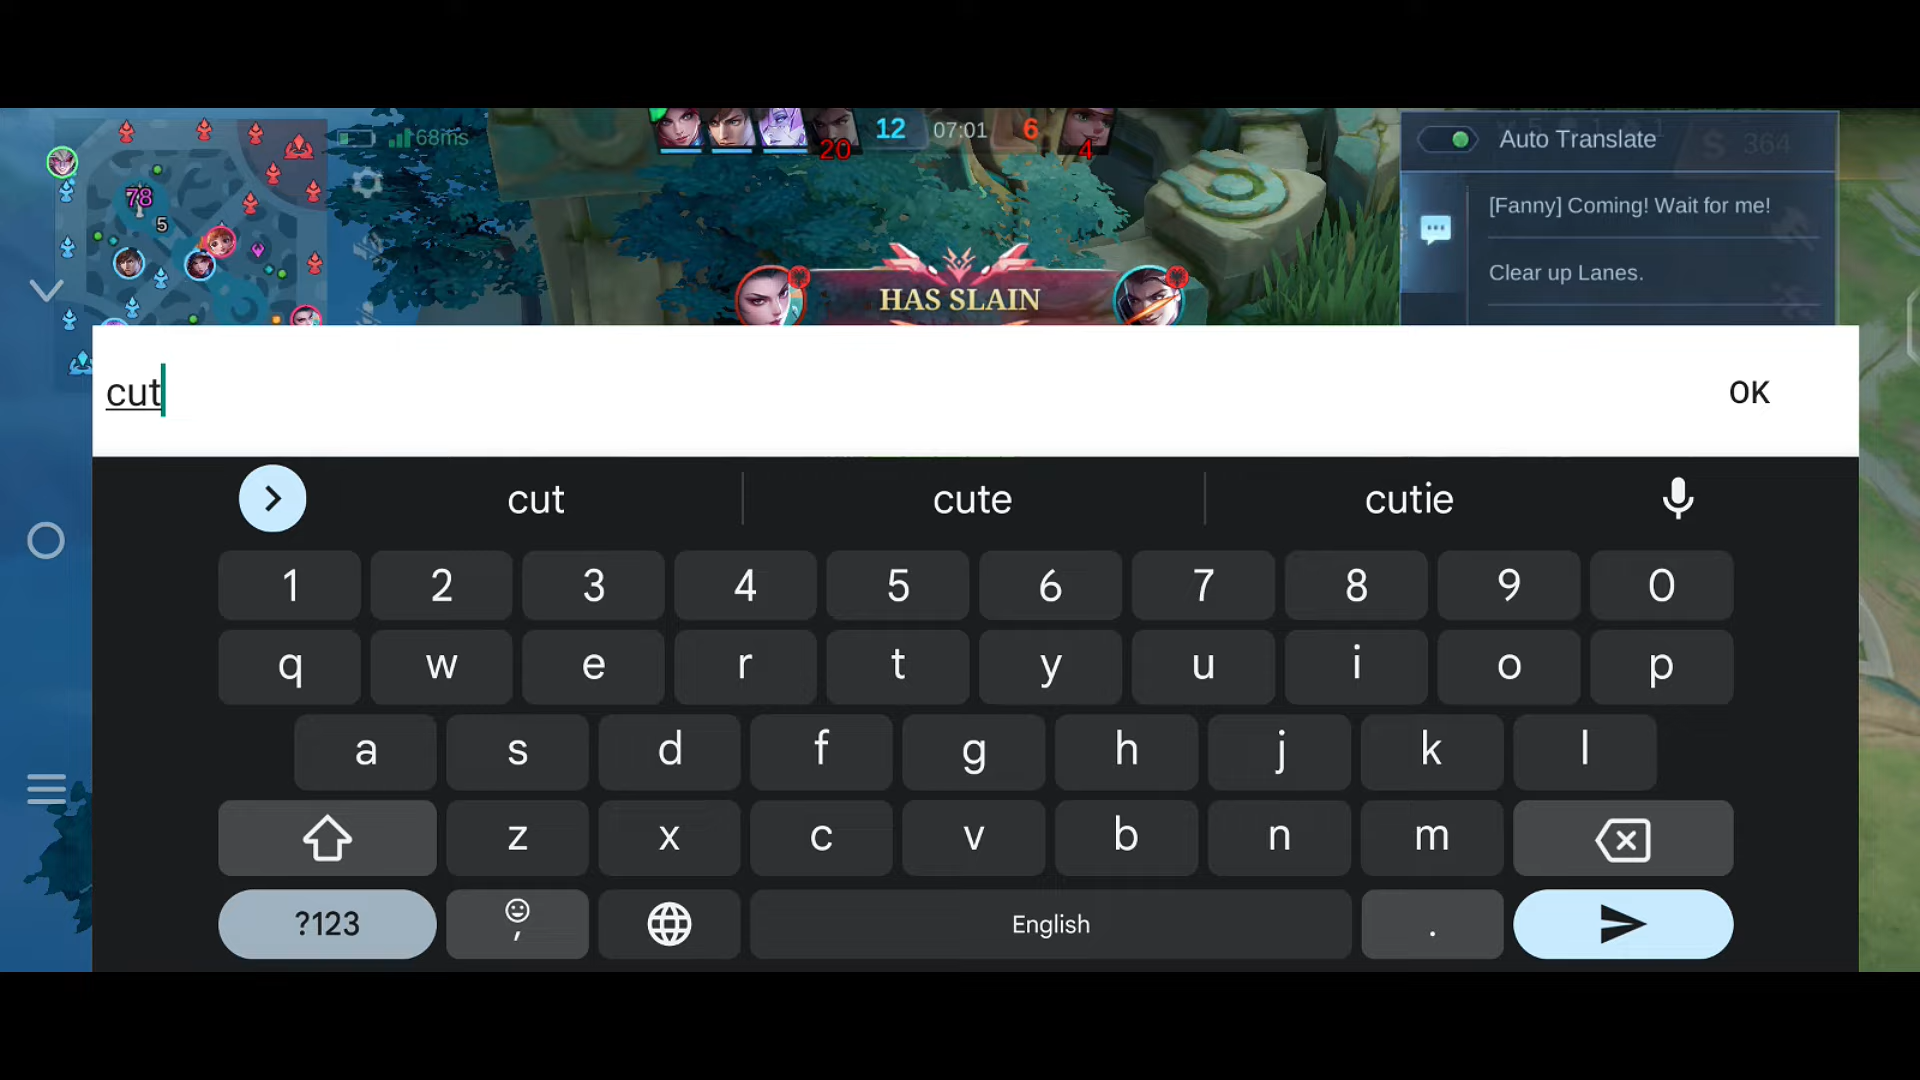 68ms
20
12
07:01
6
4
Auto Translate
364
78
5
[Fanny] Coming! Wait for me!
Clear up Lanes.
HAS SLAIN
cut
OK
cut
cute
cutie
1 2 3 4 5 6 7 8 9 0
q w e r t y u i o p
a s d f g h j k l
z x c v b n m
?123
,
English
.